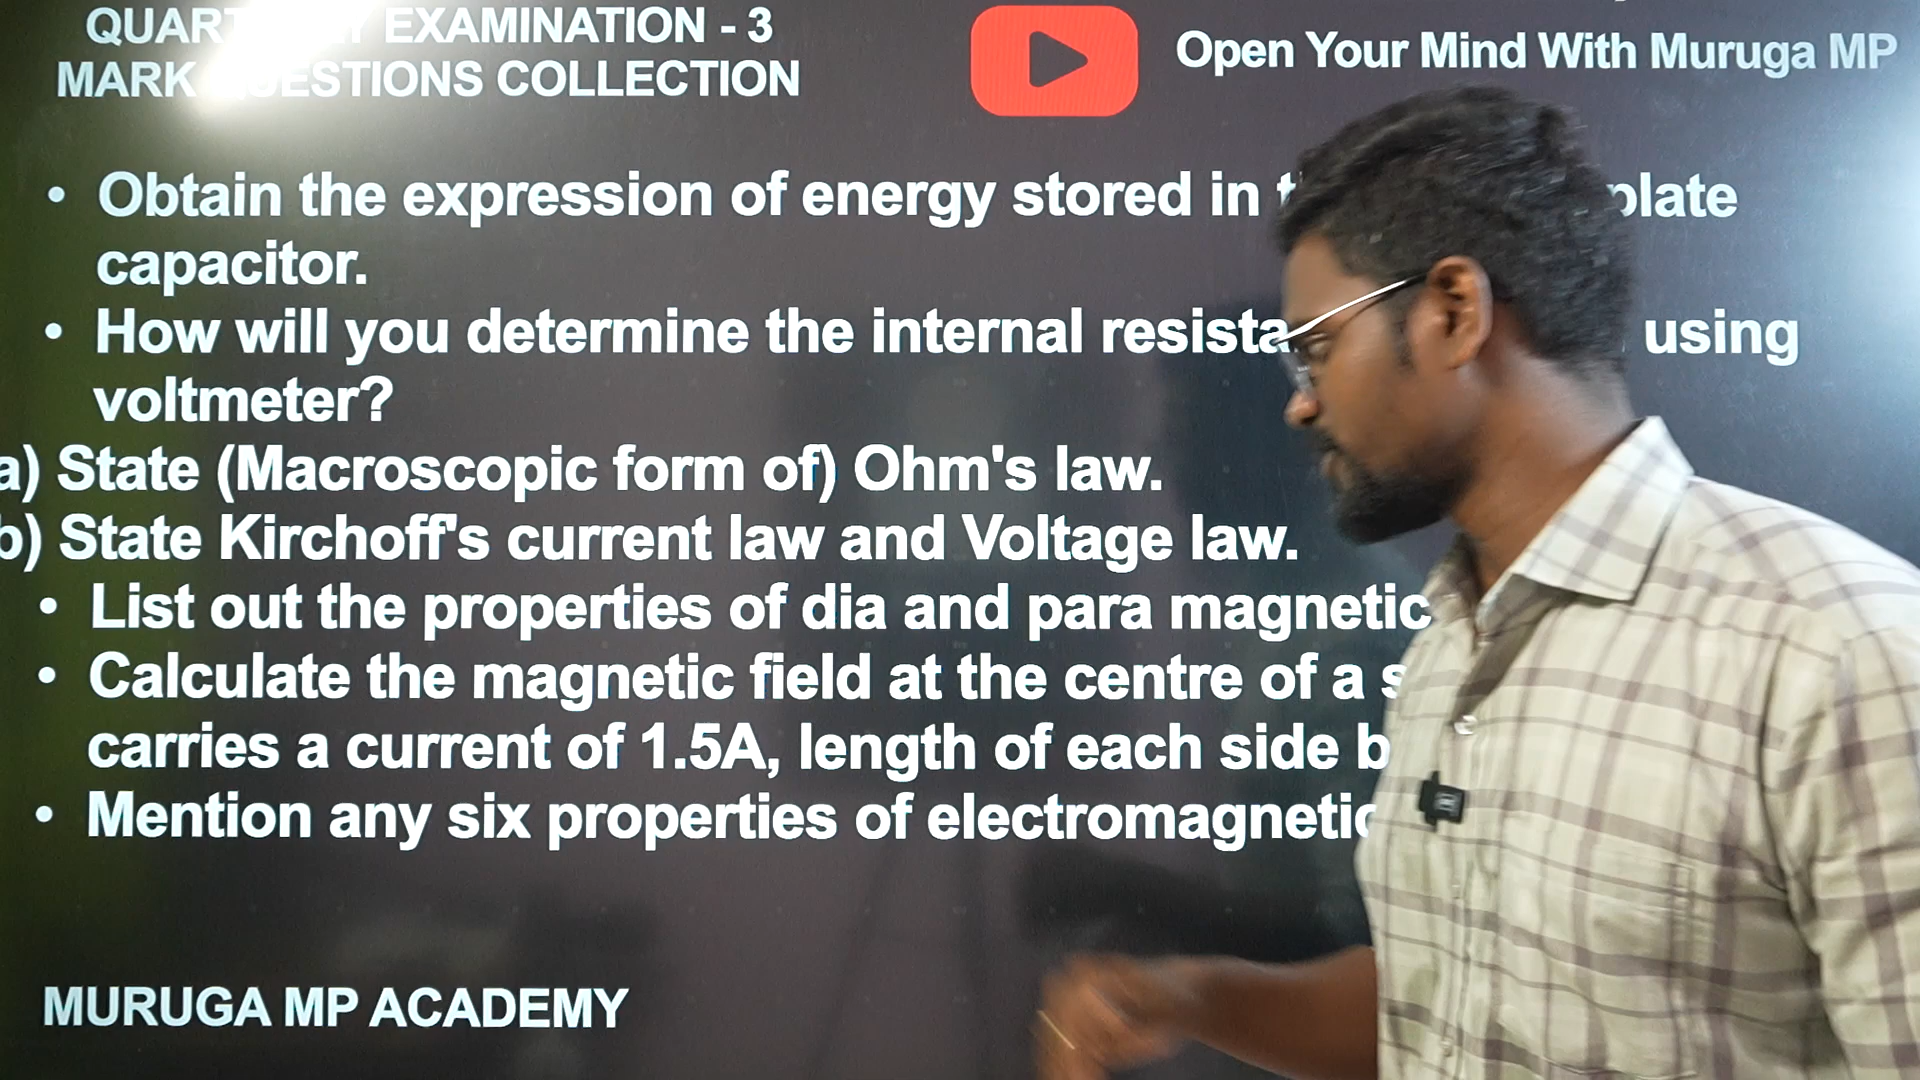 EXAMINATION - 3
MARK QUESTIONS COLLECTION
Open Your Mind With Muruga MP
• Obtain the expression of energy stored in plate
capacitor.
• How will you determine the internal using
voltmeter?
a) State (Macroscopic form of) Ohm's law.
b) State Kirchoff's current law and Voltage law.
• List out the properties of dia and para magnetic
• Calculate the magnetic field at the centre of a
carries a current of 1.5A, length of each side
• Mention any six properties of electromagnetic
MURUGA MP ACADEMY